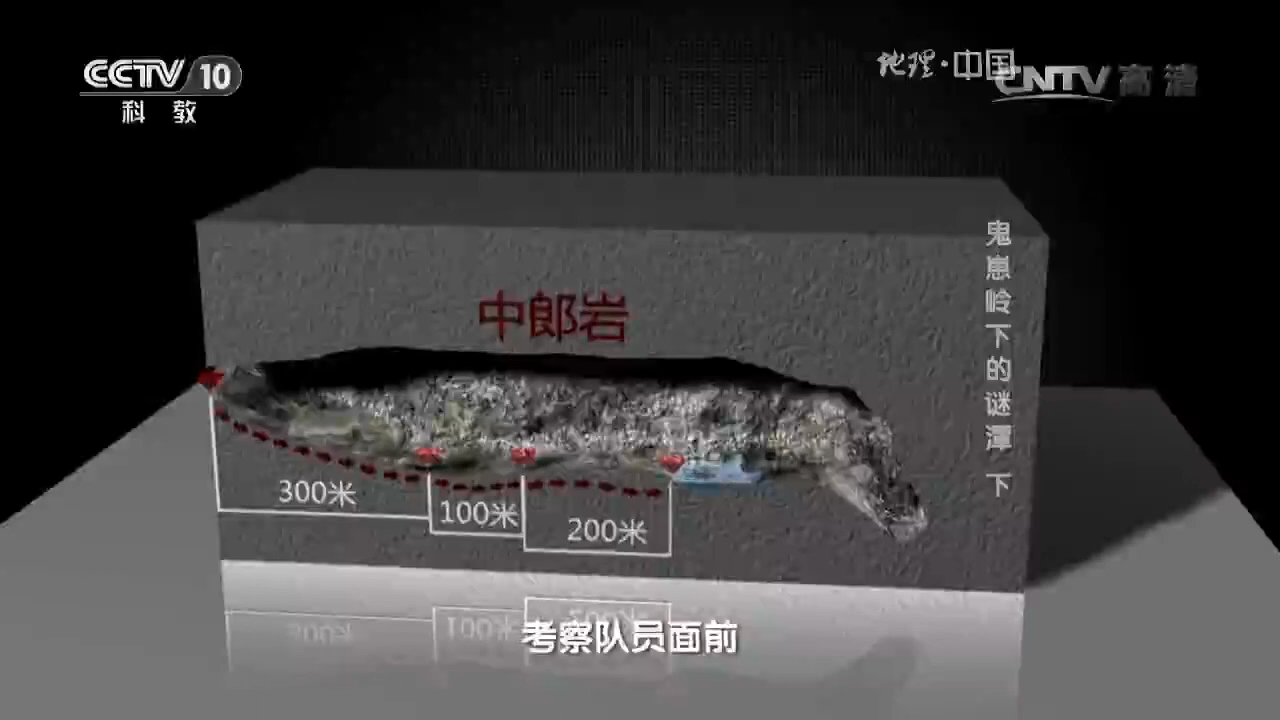 CCTV 10
科教
地理·中国
CNTV 高清
鬼崽岭下的谜潭 下
中郎岩
300米
100米
200米
考察队员面前